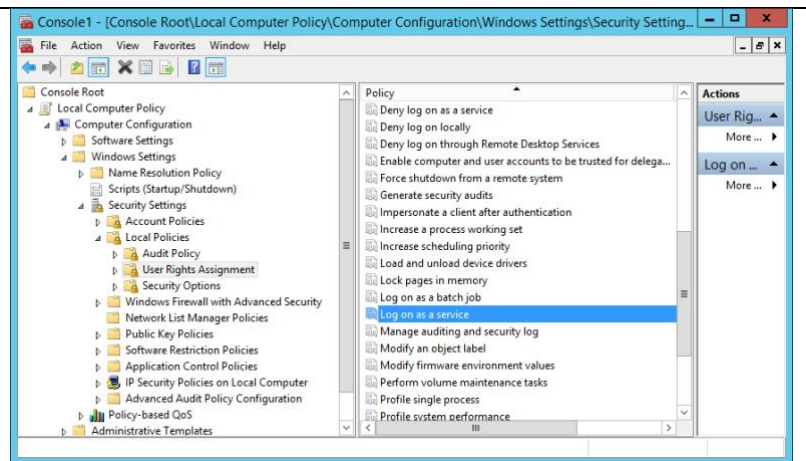 Console1 - [Console Root\Local Computer Policy\Computer Configuration\Windows Settings\Security Setting...
File Action View Favorites Window Help
Console Root
Local Computer Policy
Computer Configuration
Software Settings
Windows Settings
Name Resolution Policy
Scripts (Startup/Shutdown)
Security Settings
Account Policies
Local Policies
Audit Policy
User Rights Assignment
Security Options
Windows Firewall with Advanced Security
Network List Manager Policies
Public Key Policies
Software Restriction Policies
Application Control Policies
IP Security Policies on Local Computer
Advanced Audit Policy Configuration
Policy-based QoS
Administrative Templates
Policy
Deny log on as a service
Deny log on locally
Deny log on through Remote Desktop Services
Enable computer and user accounts to be trusted for delega...
Force shutdown from a remote system
Generate security audits
Impersonate a client after authentication
Increase a process working set
Increase scheduling priority
Load and unload device drivers
Lock pages in memory
Log on as a batch job
Log on as a service
Manage auditing and security log
Modify an object label
Modify firmware environment values
Perform volume maintenance tasks
Profile single process
Profile system performance
Actions
User Rig...
More ...
Log on ...
More ...